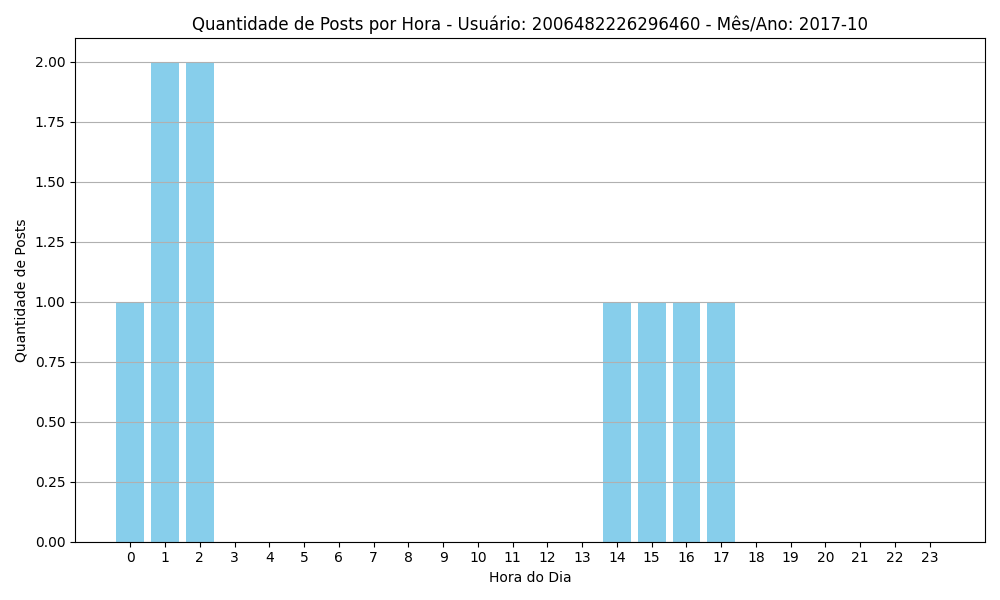 Quantidade de Posts por Hora - Usuário: 2006482226296460 - Mês/Ano: 2017-10
Quantidade de Posts
2.00
1.75
1.50
1.25
1.00
0.75
0.50
0.25
0.00
0 1 2 3 4 5 6 7 8 9 10 11 12 13 14 15 16 17 18 19 20 21 22 23
Hora do Dia